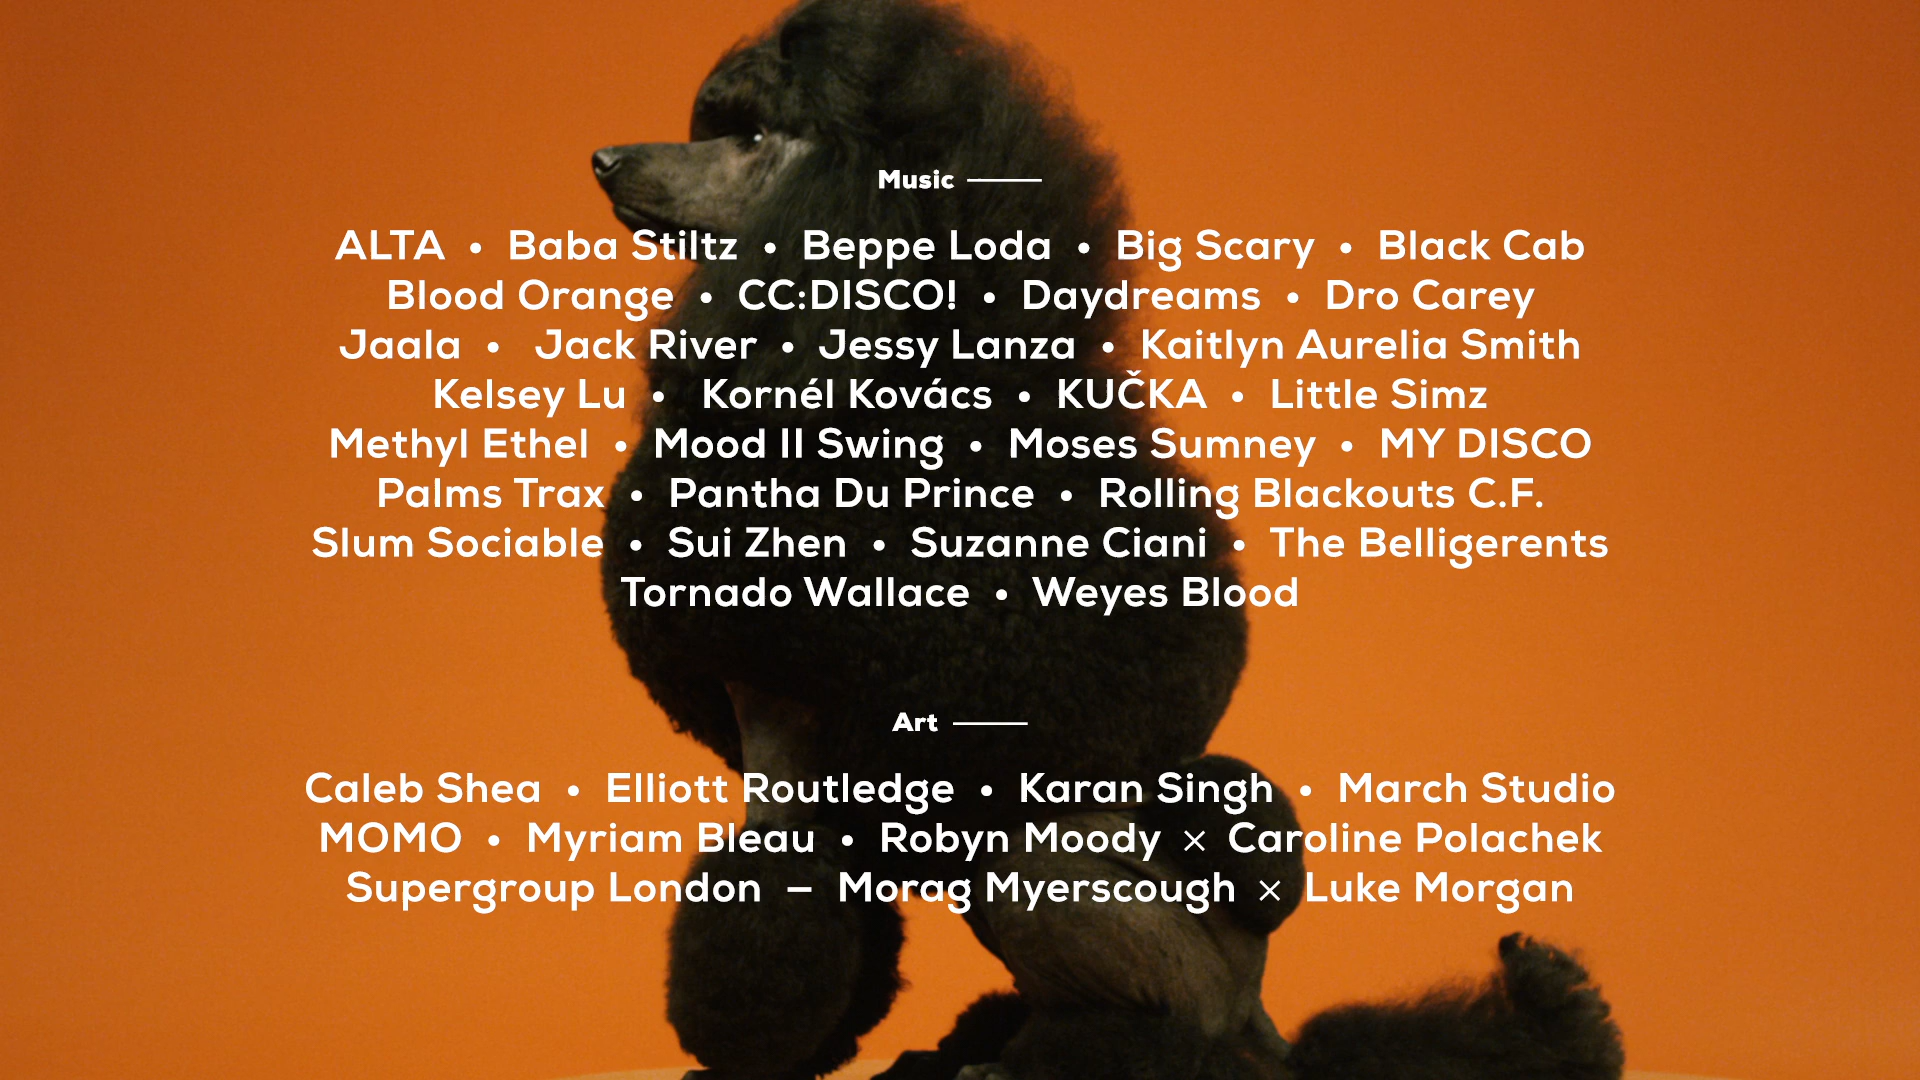 Music
ALTA • Baba Stiltz • Beppe Loda • Big Scary • Black Cab
Blood Orange • CC:DISCO! • Daydreams • Dro Carey
Jaala • Jack River • Jessy Lanza • Kaitlyn Aurelia Smith
Kelsey Lu • Kornél Kovács • KUČKA • Little Simz
Methyl Ethel • Mood II Swing • Moses Sumney • MY DISCO
Palms Trax • Pantha Du Prince • Rolling Blackouts C.F.
Slum Sociable • Sui Zhen • Suzanne Ciani • The Belligerents
Tornado Wallace • Weyes Blood
Art
Caleb Shea • Elliott Routledge • Karan Singh • March Studio
MOMO • Myriam Bleau • Robyn Moody × Caroline Polachek
Supergroup London – Morag Myerscough × Luke Morgan